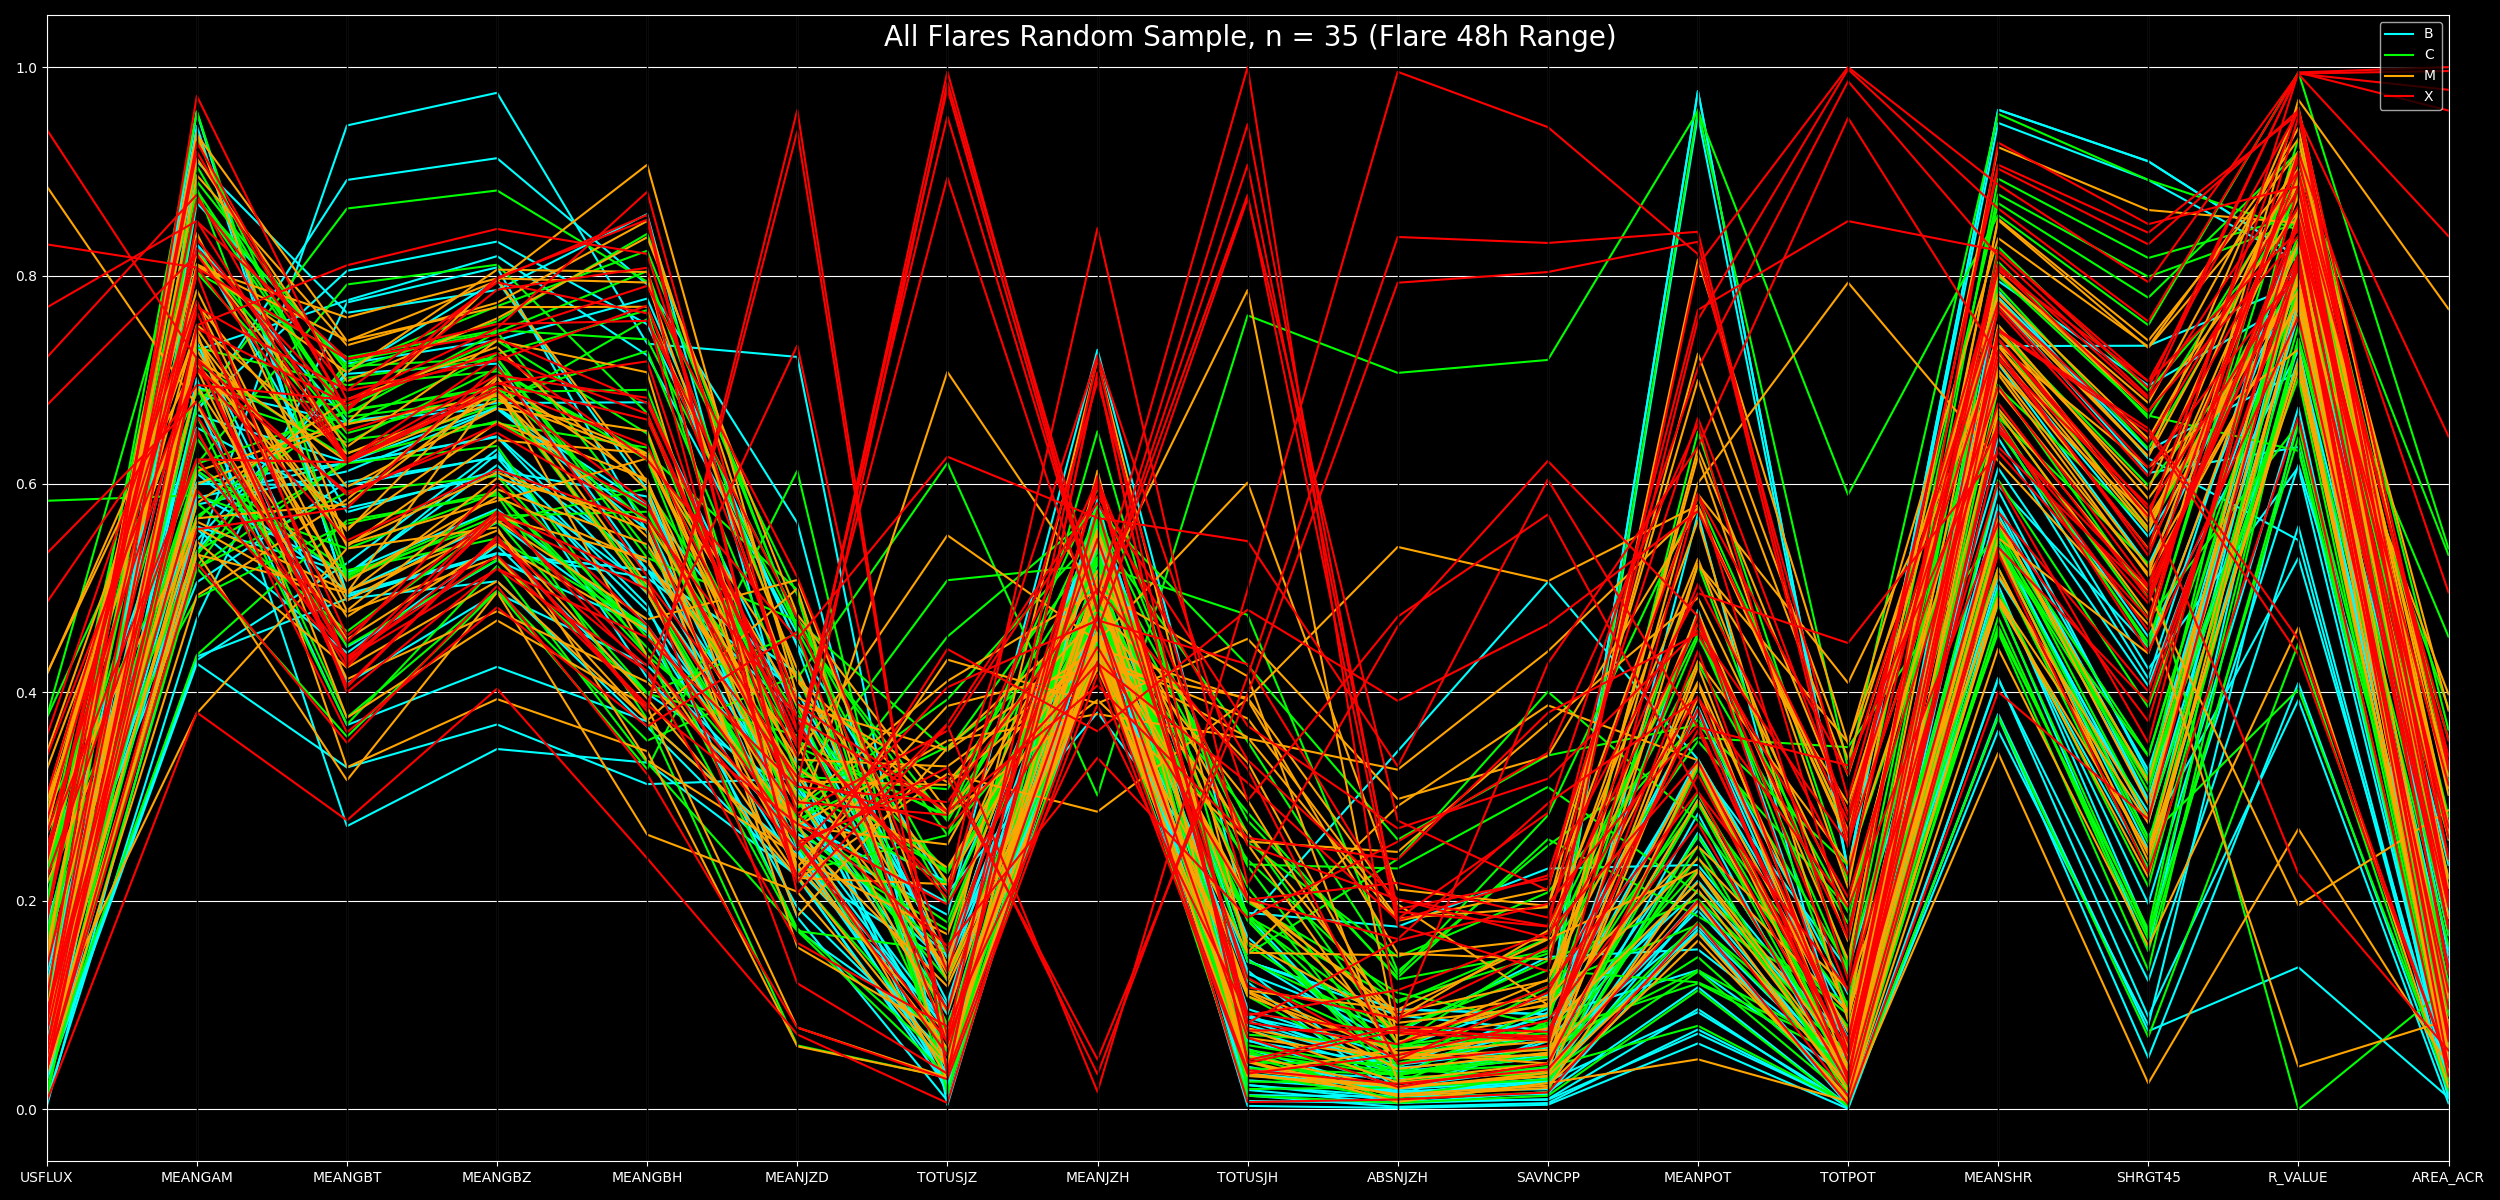 All Flares Random Sample, n = 35 (Flare 48h Range)
B
C
M
X
1.0
0.8
0.6
0.4
0.2
0.0
USFLUX MEANGAM MEANGBT MEANGBZ MEANGBH MEANJZD TOTUSJZ MEANJZH TOTUSJH ABSNJZH SAVNCPP MEANPOT TOTPOT MEANSHR SHRGT45 R_VALUE AREA_ACR